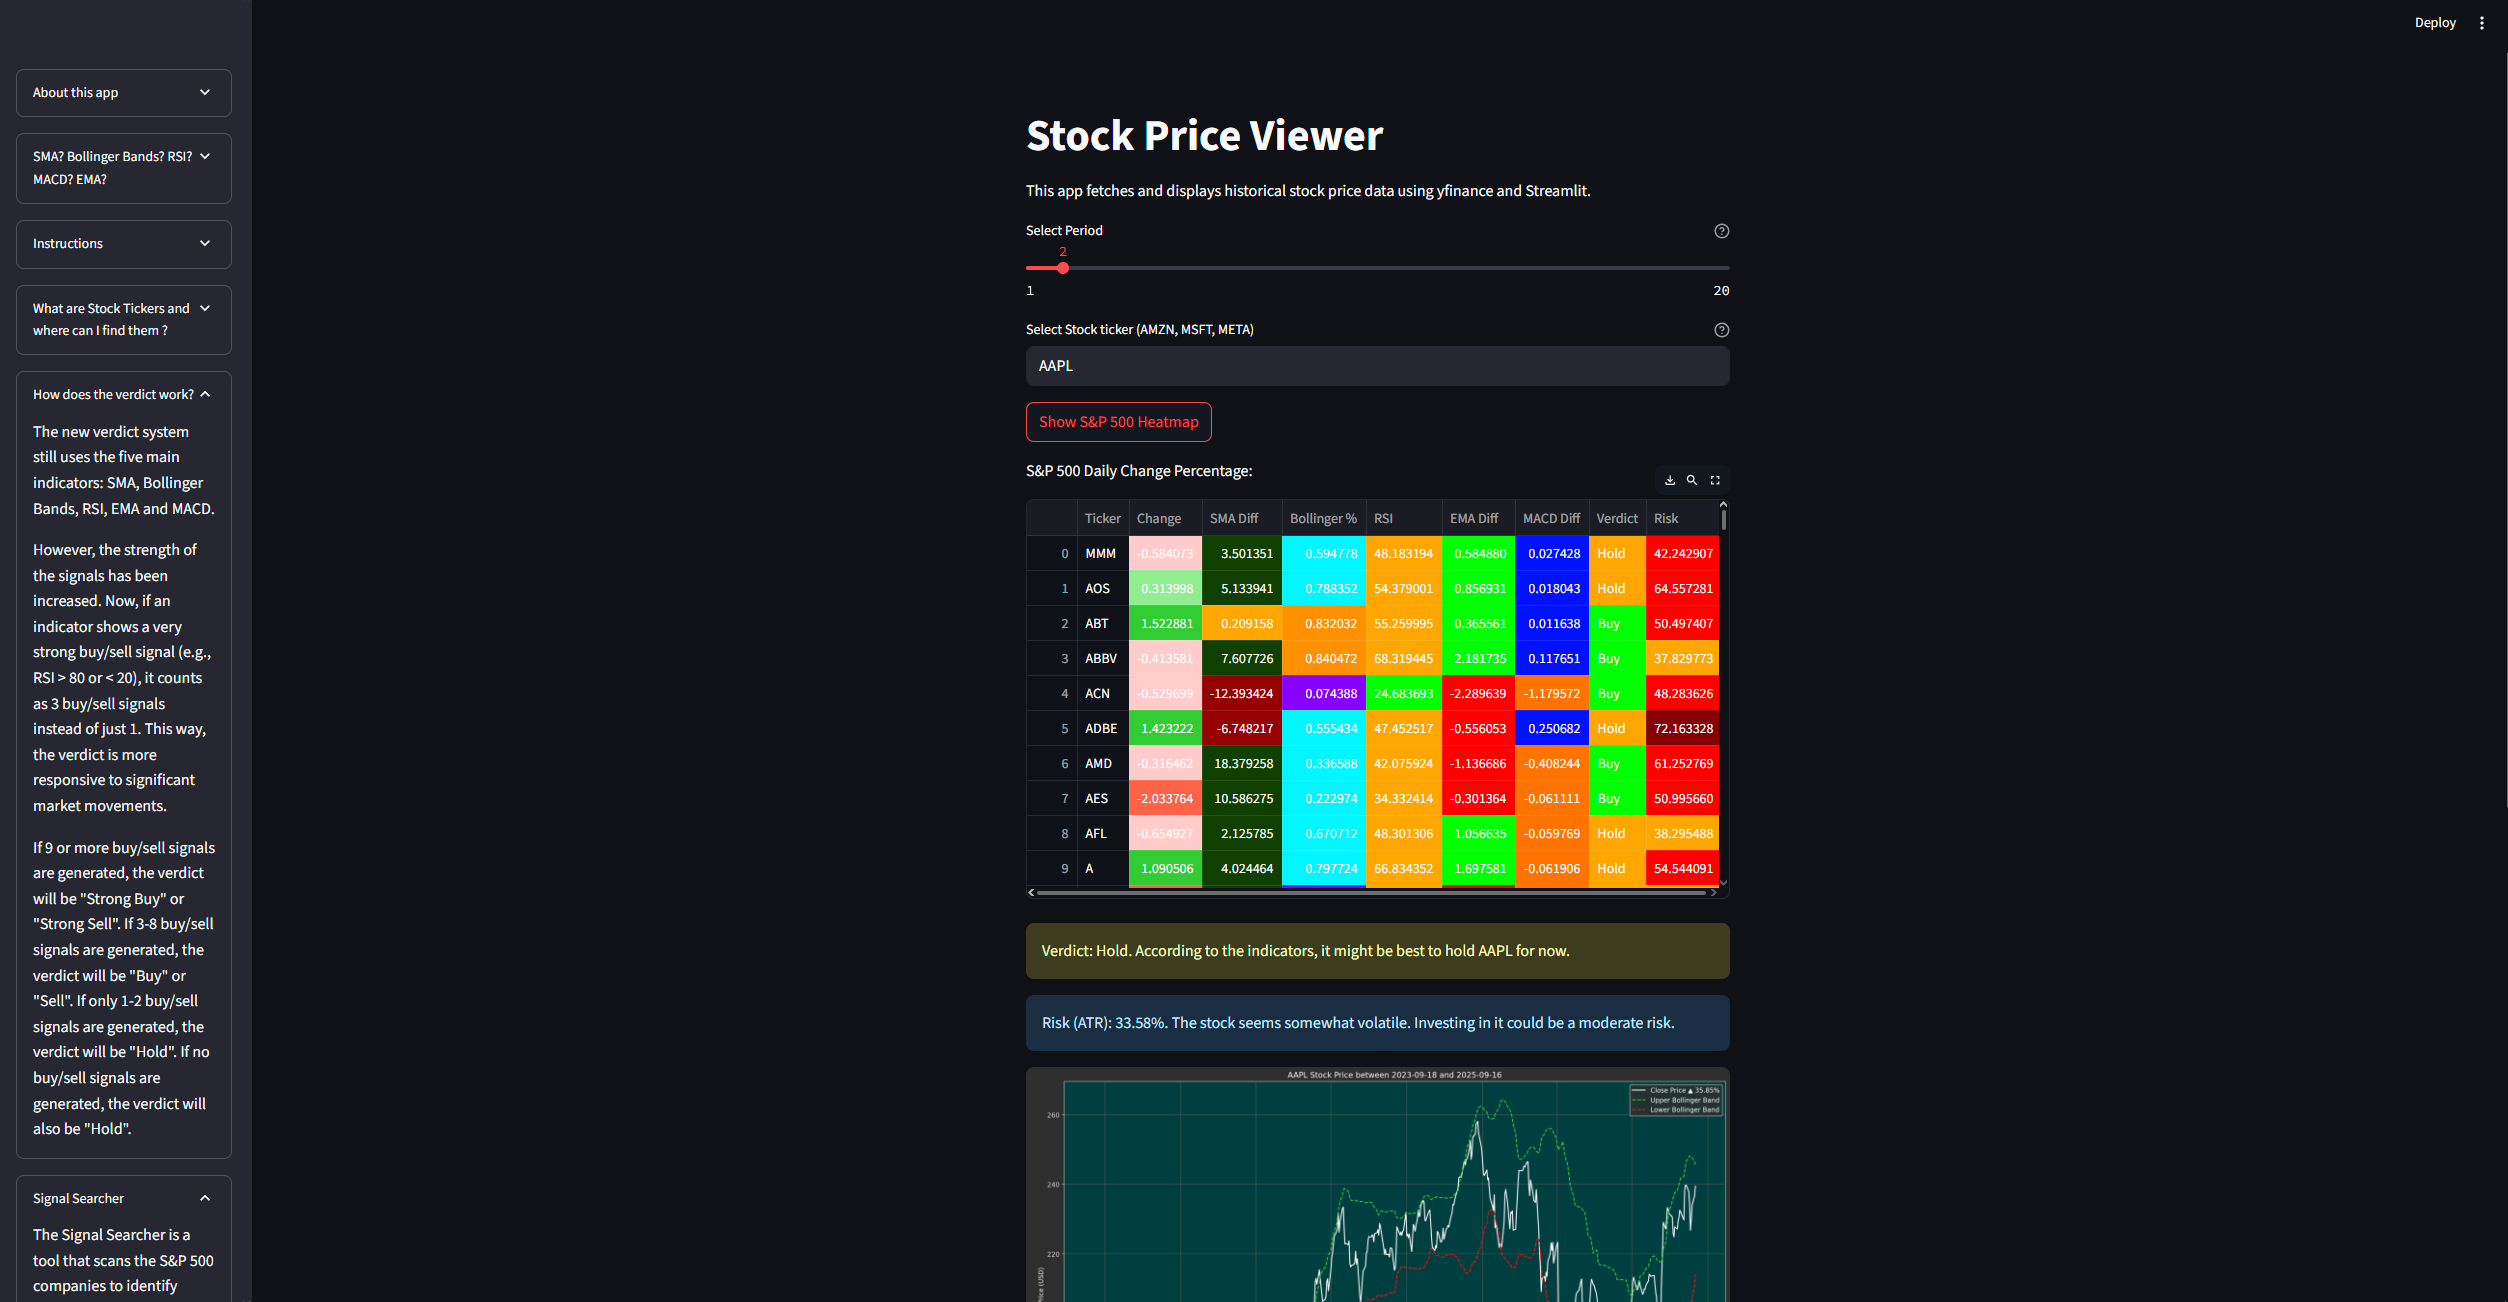 Deploy
About this app
SMA? Bollinger Bands? RSI?
MACD? EMA?
Instructions
What are Stock Tickers and
where can I find them ?
How does the verdict work?
The new verdict system
still uses the five main
indicators: SMA, Bollinger
Bands, RSI, EMA and MACD.
However, the strength of
the signals has been
increased. Now, if an
indicator shows a very
strong buy/sell signal (e.g.,
RSI > 80 or < 20), it counts
as 3 buy/sell signals
instead of just 1. This way,
the verdict is more
responsive to significant
market movements.
If 9 or more buy/sell signals
are generated, the verdict
will be "Strong Buy" or
"Strong Sell". If 3-8 buy/sell
signals are generated, the
verdict will be "Buy" or
"Sell". If only 1-2 buy/sell
signals are generated, the
verdict will be "Hold". If no
buy/sell signals are
generated, the verdict will
also be "Hold".
Signal Searcher
The Signal Searcher is a
tool that scans the S&P 500
companies to identify
Stock Price Viewer
This app fetches and displays historical stock price data using yfinance and Streamlit.
Select Period
2
1 20
Select Stock ticker (AMZN, MSFT, META)
AAPL
Show S&P 500 Heatmap
S&P 500 Daily Change Percentage:
Ticker Change SMA Diff Bollinger % RSI EMA Diff MACD Diff Verdict Risk
0 MMM -0.584073 3.501351 0.594778 48.183194 0.584880 0.027428 Hold 42.242907
1 AOS 0.313998 5.133941 0.788352 54.379001 0.856931 0.018043 Hold 64.557281
2 ABT 1.522881 0.209158 0.832032 55.259995 0.365561 0.011638 Buy 50.497407
3 ABBV -0.413581 7.607726 0.840472 68.319445 2.181735 0.117651 Buy 37.829773
4 ACN -0.529699 -12.393424 0.074388 24.683693 -2.289639 -1.179572 Buy 48.283626
5 ADBE 1.423222 -6.748217 0.555434 47.452517 -0.556053 0.250682 Hold 72.163328
6 AMD -0.316462 18.379258 0.336588 42.075924 -1.136686 -0.408244 Buy 61.252769
7 AES -2.033764 10.586275 0.222974 34.332414 -0.301364 -0.061111 Buy 50.995660
8 AFL -0.654927 2.125785 0.670712 48.301306 1.056635 -0.059769 Hold 38.295488
9 A 1.090506 4.024464 0.797724 66.834352 1.697581 -0.061906 Hold 54.544091
Verdict: Hold. According to the indicators, it might be best to hold AAPL for now.
Risk (ATR): 33.58%. The stock seems somewhat volatile. Investing in it could be a moderate risk.
AAPL Stock Price between 2023-09-18 and 2025-09-16
Close Price ▲ 35.85%
Upper Bollinger Band
Lower Bollinger Band
260
240
220
Price (USD)